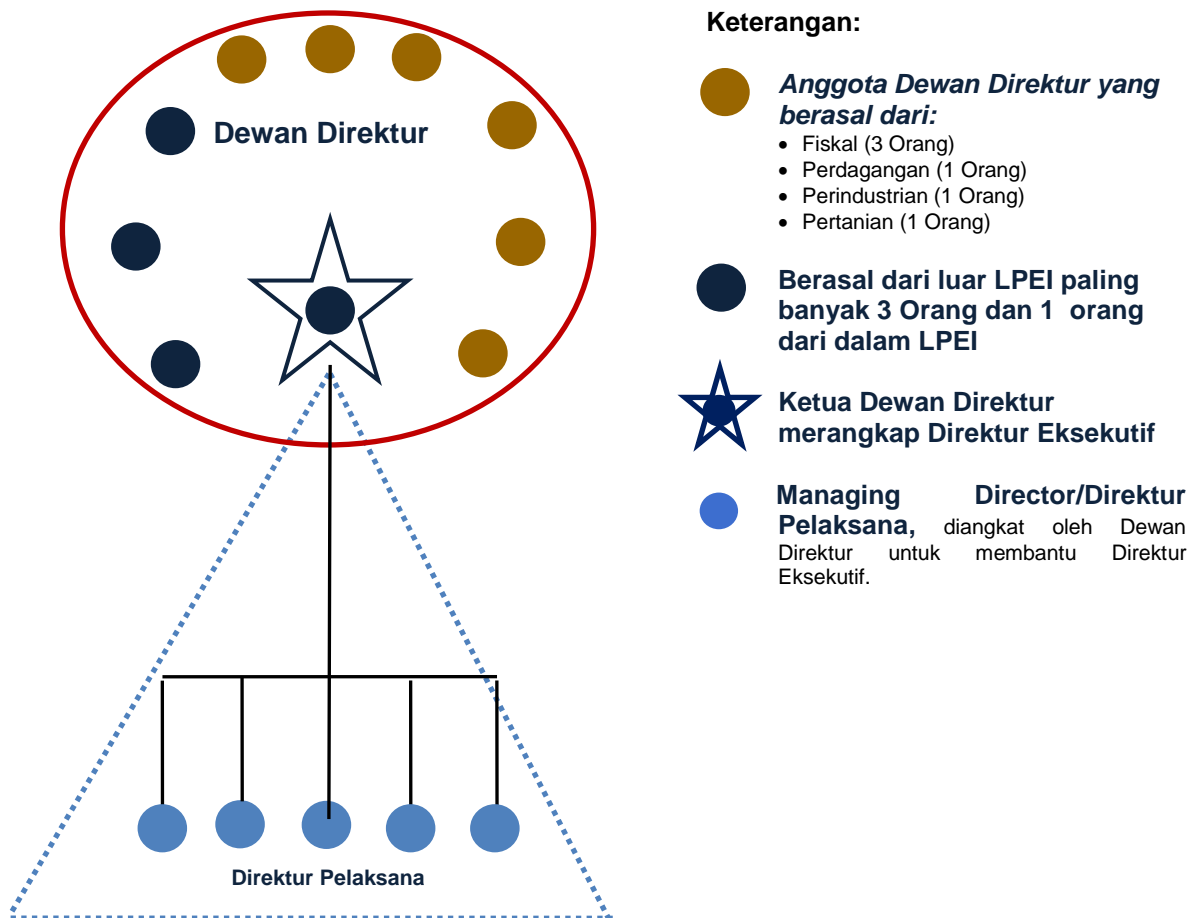 Dewan Direktur
Direktur Pelaksana
Keterangan:
Anggota Dewan Direktur yang
berasal dari:
• Fiskal (3 Orang)
• Perdagangan (1 Orang)
• Perindustrian (1 Orang)
• Pertanian (1 Orang)
Berasal dari luar LPEI paling
banyak 3 Orang dan 1 orang
dari dalam LPEI
Ketua Dewan Direktur
merangkap Direktur Eksekutif
Managing Director/Direktur
Pelaksana, diangkat oleh Dewan
Direktur untuk membantu Direktur
Eksekutif.